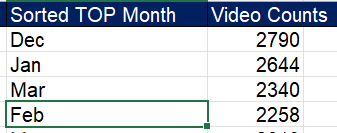 Sorted TOP Month Video Counts
Dec 2790
Jan 2644
Mar 2340
Feb 2258